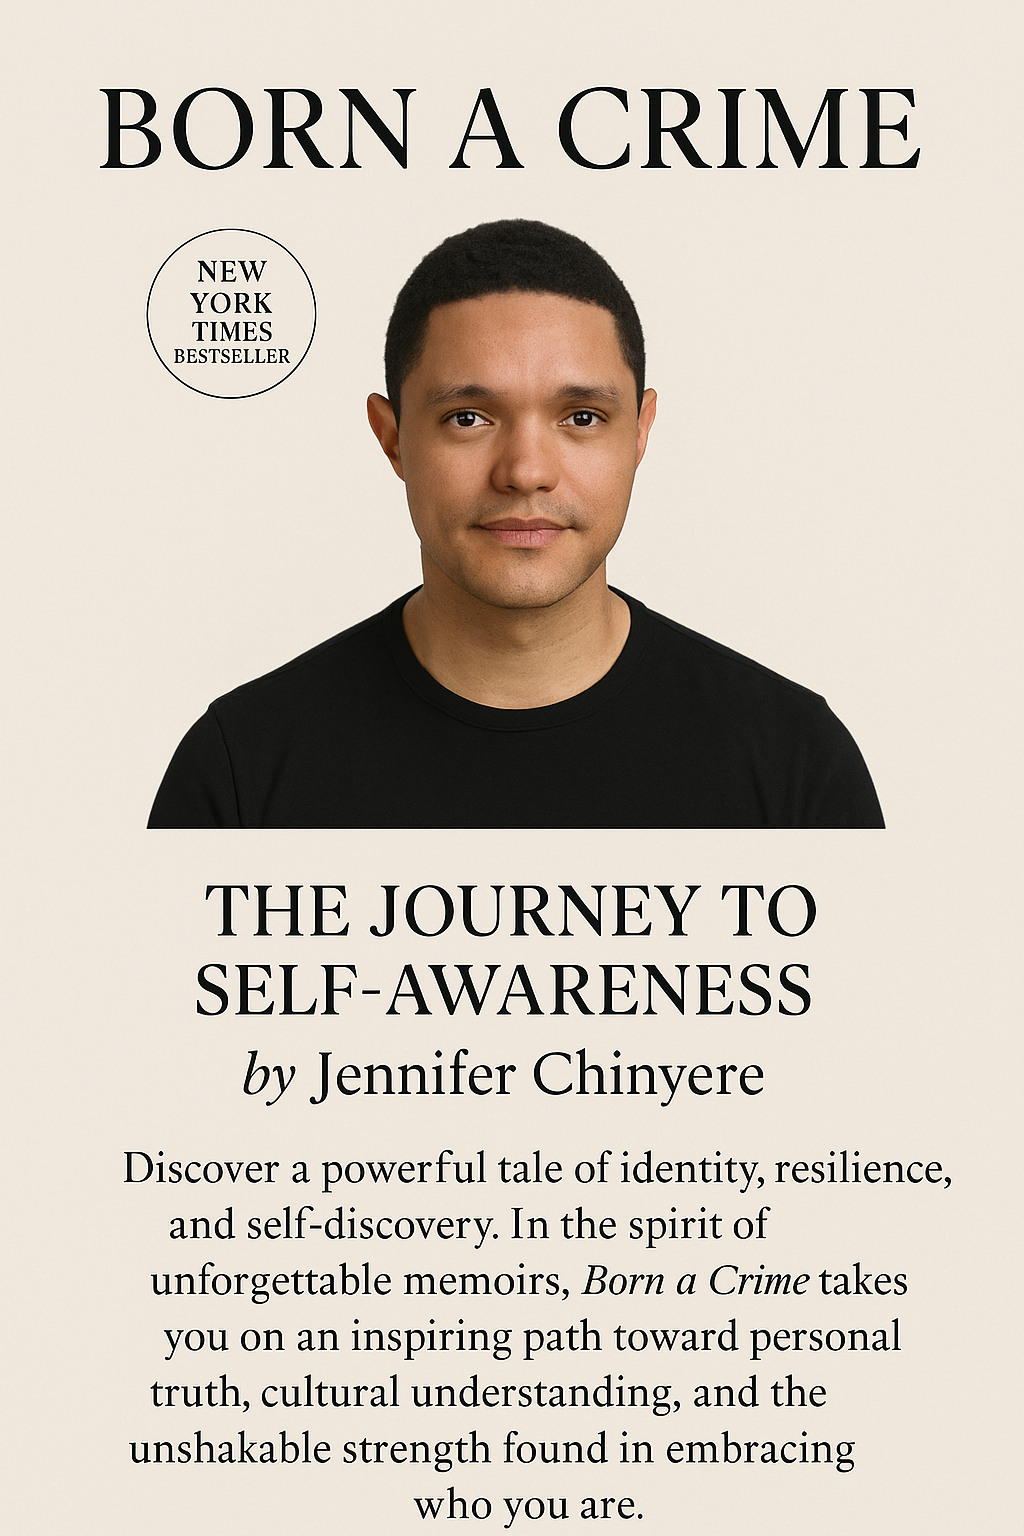 BORN A CRIME
NEW
YORK
TIMES
BESTSELLER
THE JOURNEY TO
SELF-AWARENESS
by Jennifer Chinyere
Discover a powerful tale of identity, resilience,
and self-discovery. In the spirit of
unforgettable memoirs, Born a Crime takes
you on an inspiring path toward personal
truth, cultural understanding, and the
unshakable strength found in embracing
who you are.